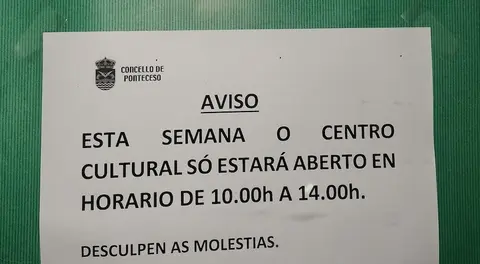 CONCELLO DE
PONTECESO
AVISO
ESTA SEMANA O CENTRO
CULTURAL SÓ ESTARÁ ABERTO EN
HORARIO DE 10.00h A 14.00h.
DESCULPEN AS MOLESTIAS.